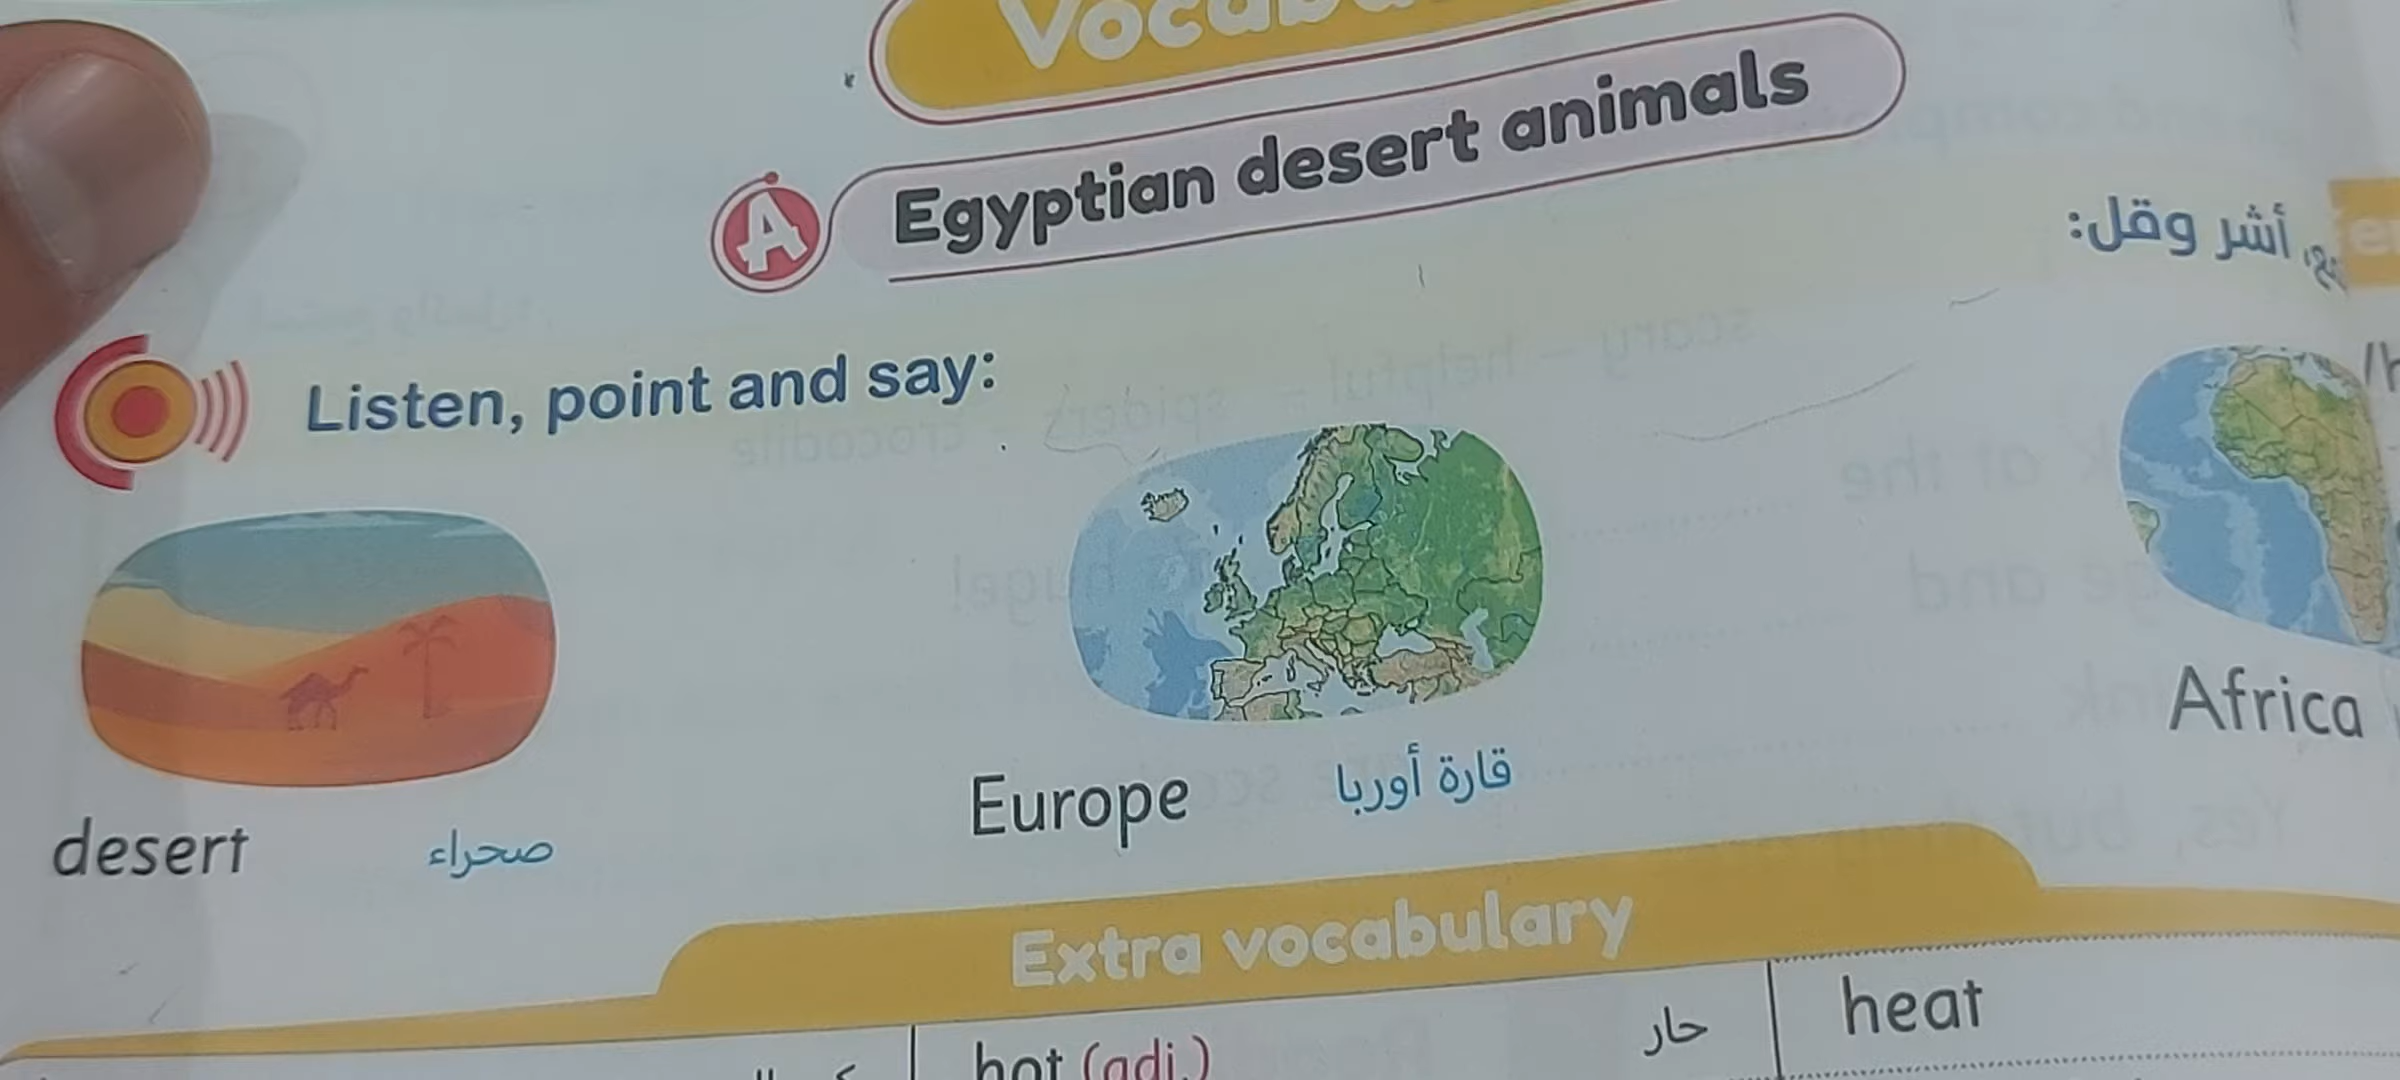 Egyptian desert animals
A
أشر وقل:
Listen, point and say:
desert صحراء
Europe قارة أوربا
Africa
Extra vocabulary
hot (adj.) حار
heat